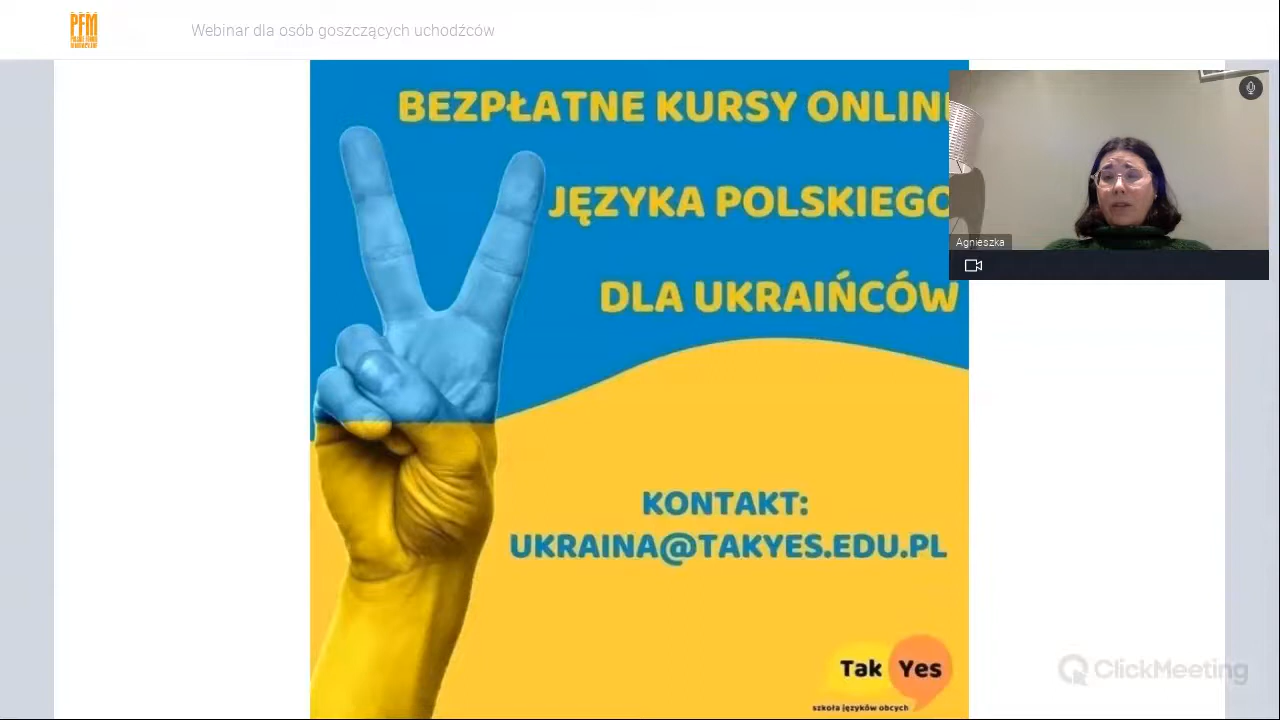 PFM
Webinar dla osób goszczących uchodźców
BEZPŁATNE KURSY ONLIN
JĘZYKA POLSKIEGO
DLA UKRAIŃCÓW
Agnieszka
KONTAKT:
UKRAINA@TAKYES.EDU.PL
Tak Yes
szkoła języków obcych
ClickMeeting